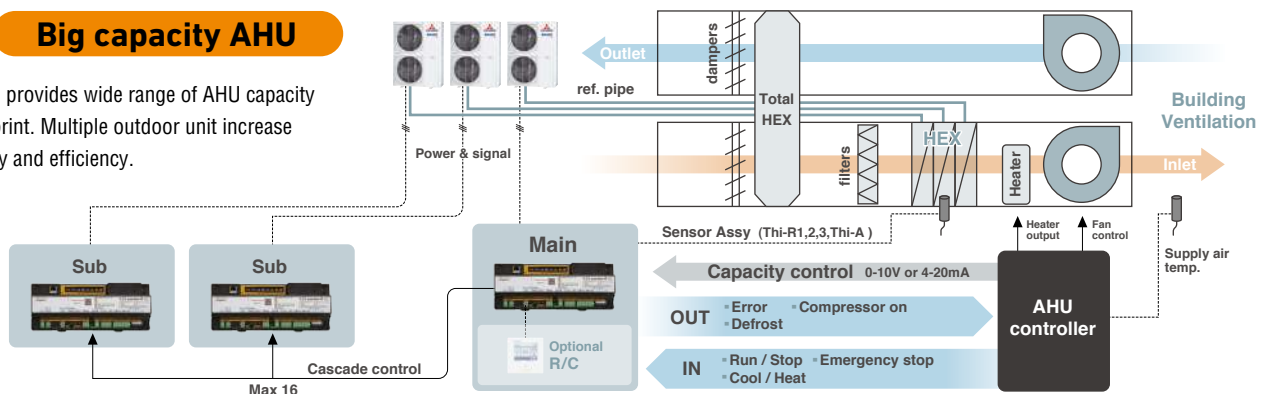 Big capacity AHU
provides wide range of AHU capacity
print. Multiple outdoor unit increase
y and efficiency.
Outlet
dampers
ref. pipe
Total
HEX
Building
Ventilation
HEX
Power & signal
filters
Heater
Inlet
Sensor Assy (Thi-R1,2,3,Thi-A )
Heater
output
Fan
control
Supply air
temp.
Sub
Sub
Main
Capacity control 0-10V or 4-20mA
OUT
Error
Compressor on
Defrost
AHU
controller
Optional
R/C
IN
Run / Stop
Emergency stop
Cool / Heat
Cascade control
Max 16